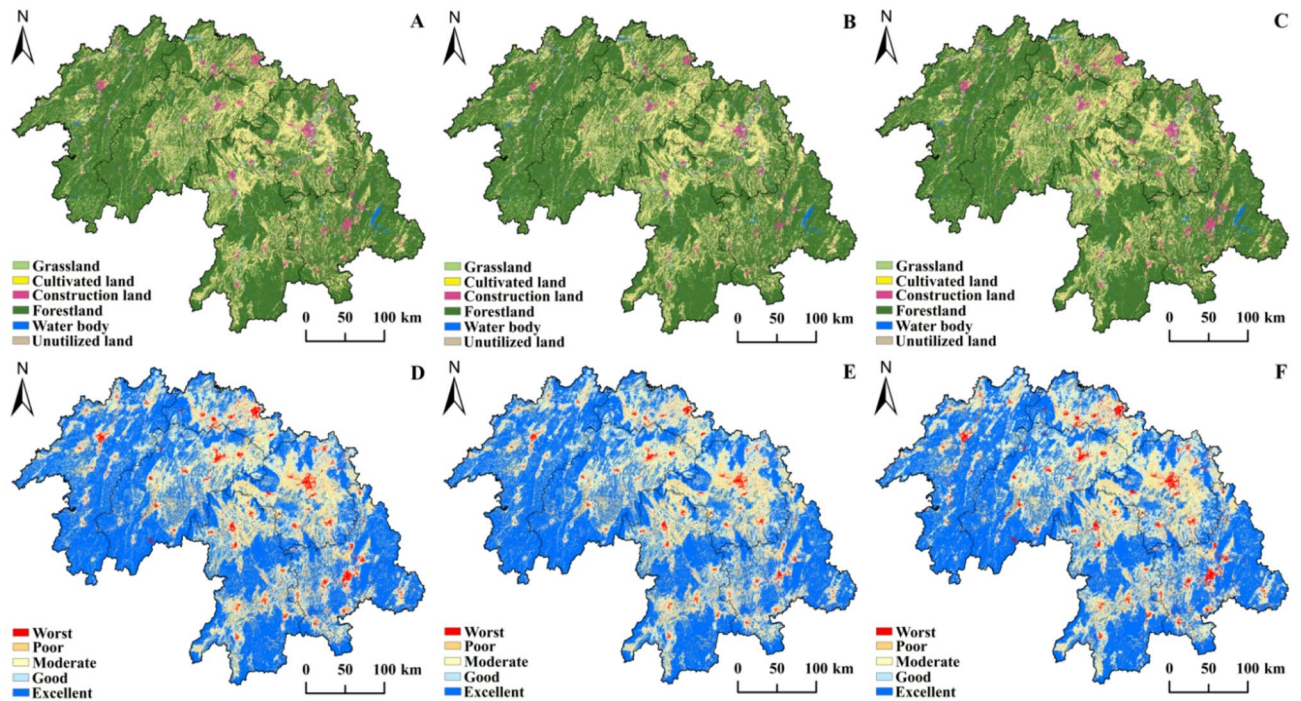 N A
Grassland
Cultivated land
Construction land
Forestland
Water body
Unutilized land
0 50 100 km
N B
Grassland
Cultivated land
Construction land
Forestland
Water body
Unutilized land
0 50 100 km
N C
Grassland
Cultivated land
Construction land
Forestland
Water body
Unutilized land
0 50 100 km
N D
Worst
Poor
Moderate
Good
Excellent
0 50 100 km
N E
Worst
Poor
Moderate
Good
Excellent
0 50 100 km
N F
Worst
Poor
Moderate
Good
Excellent
0 50 100 km